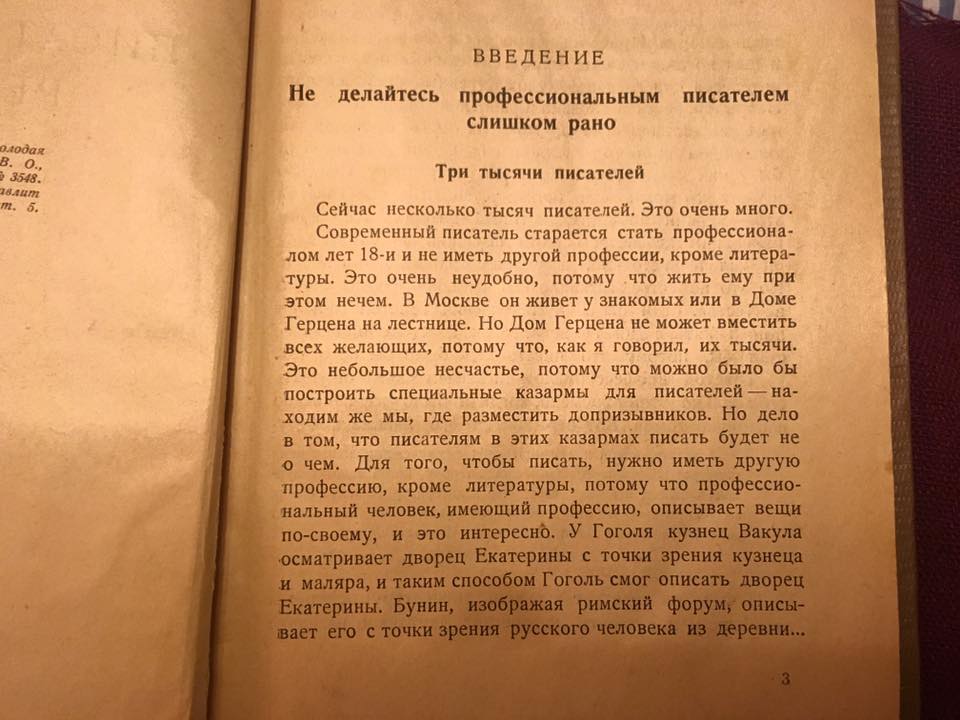 олодая
В. О.,
№ 3548.
авлит
т. 5.
ВВЕДЕНИЕ
Не делайтесь профессиональным писателем
слишком рано
Три тысячи писателей
Сейчас несколько тысяч писателей. Это очень много.
Современный писатель старается стать профессиона-
лом лет 18-и и не иметь другой профессии, кроме литера-
туры. Это очень неудобно, потому что жить ему при
этом нечем. В Москве он живет у знакомых или в Доме
Герцена на лестнице. Но Дом Герцена не может вместить
всех желающих, потому что, как я говорил, их тысячи.
Это небольшое несчастье, потому что можно было бы
построить специальные казармы для писателей — на-
ходим же мы, где разместить допризывников. Но дело
в том, что писателям в этих казармах писать будет не
о чем. Для того, чтобы писать, нужно иметь другую
профессию, кроме литературы, потому что профессио-
нальный человек, имеющий профессию, описывает вещи
по-своему, и это интересно. У Гоголя кузнец Вакула
осматривает дворец Екатерины с точки зрения кузнеца
и маляра, и таким способом Гоголь смог описать дворец
Екатерины. Бунин, изображая римский форум, описы-
вает его с точки зрения русского человека из деревни...
3